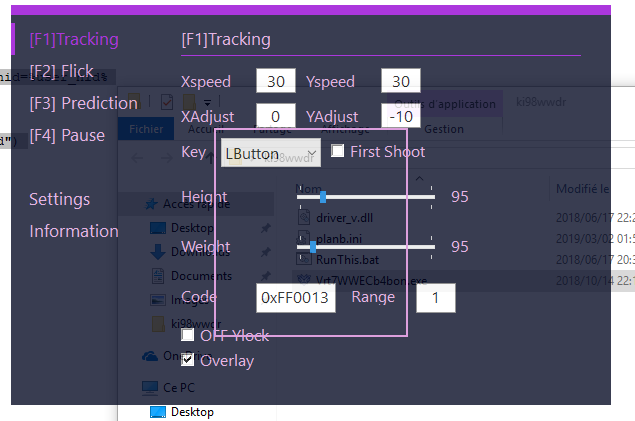 [F1]Tracking
[F2] Flick
[F3] Prediction
[F4] Pause
Settings
Information
[F1]Tracking
Xspeed 30 Yspeed 30
XAdjust 0 YAdjust -10
Key LButton First Shoot
Height 95
Weight 95
Code 0xFF0013 Range 1
OFF Ylock
Overlay
d")
Outils d'application ki98wwdr
Fichier Accueil Partage Affichage Gestion
ki98wwdr
Nom Modifié le
Accès rapide
Desktop
Downloads
Documents
Images
ki98wwdr
OneDrive
Ce PC
Desktop
driver_v.dll 2018/06/17 22:2
planb.ini 2019/03/02 01:5
RunThis.bat 2018/06/17 20:3
Vrt7WWECb4bon.exe 2018/10/14 22:1